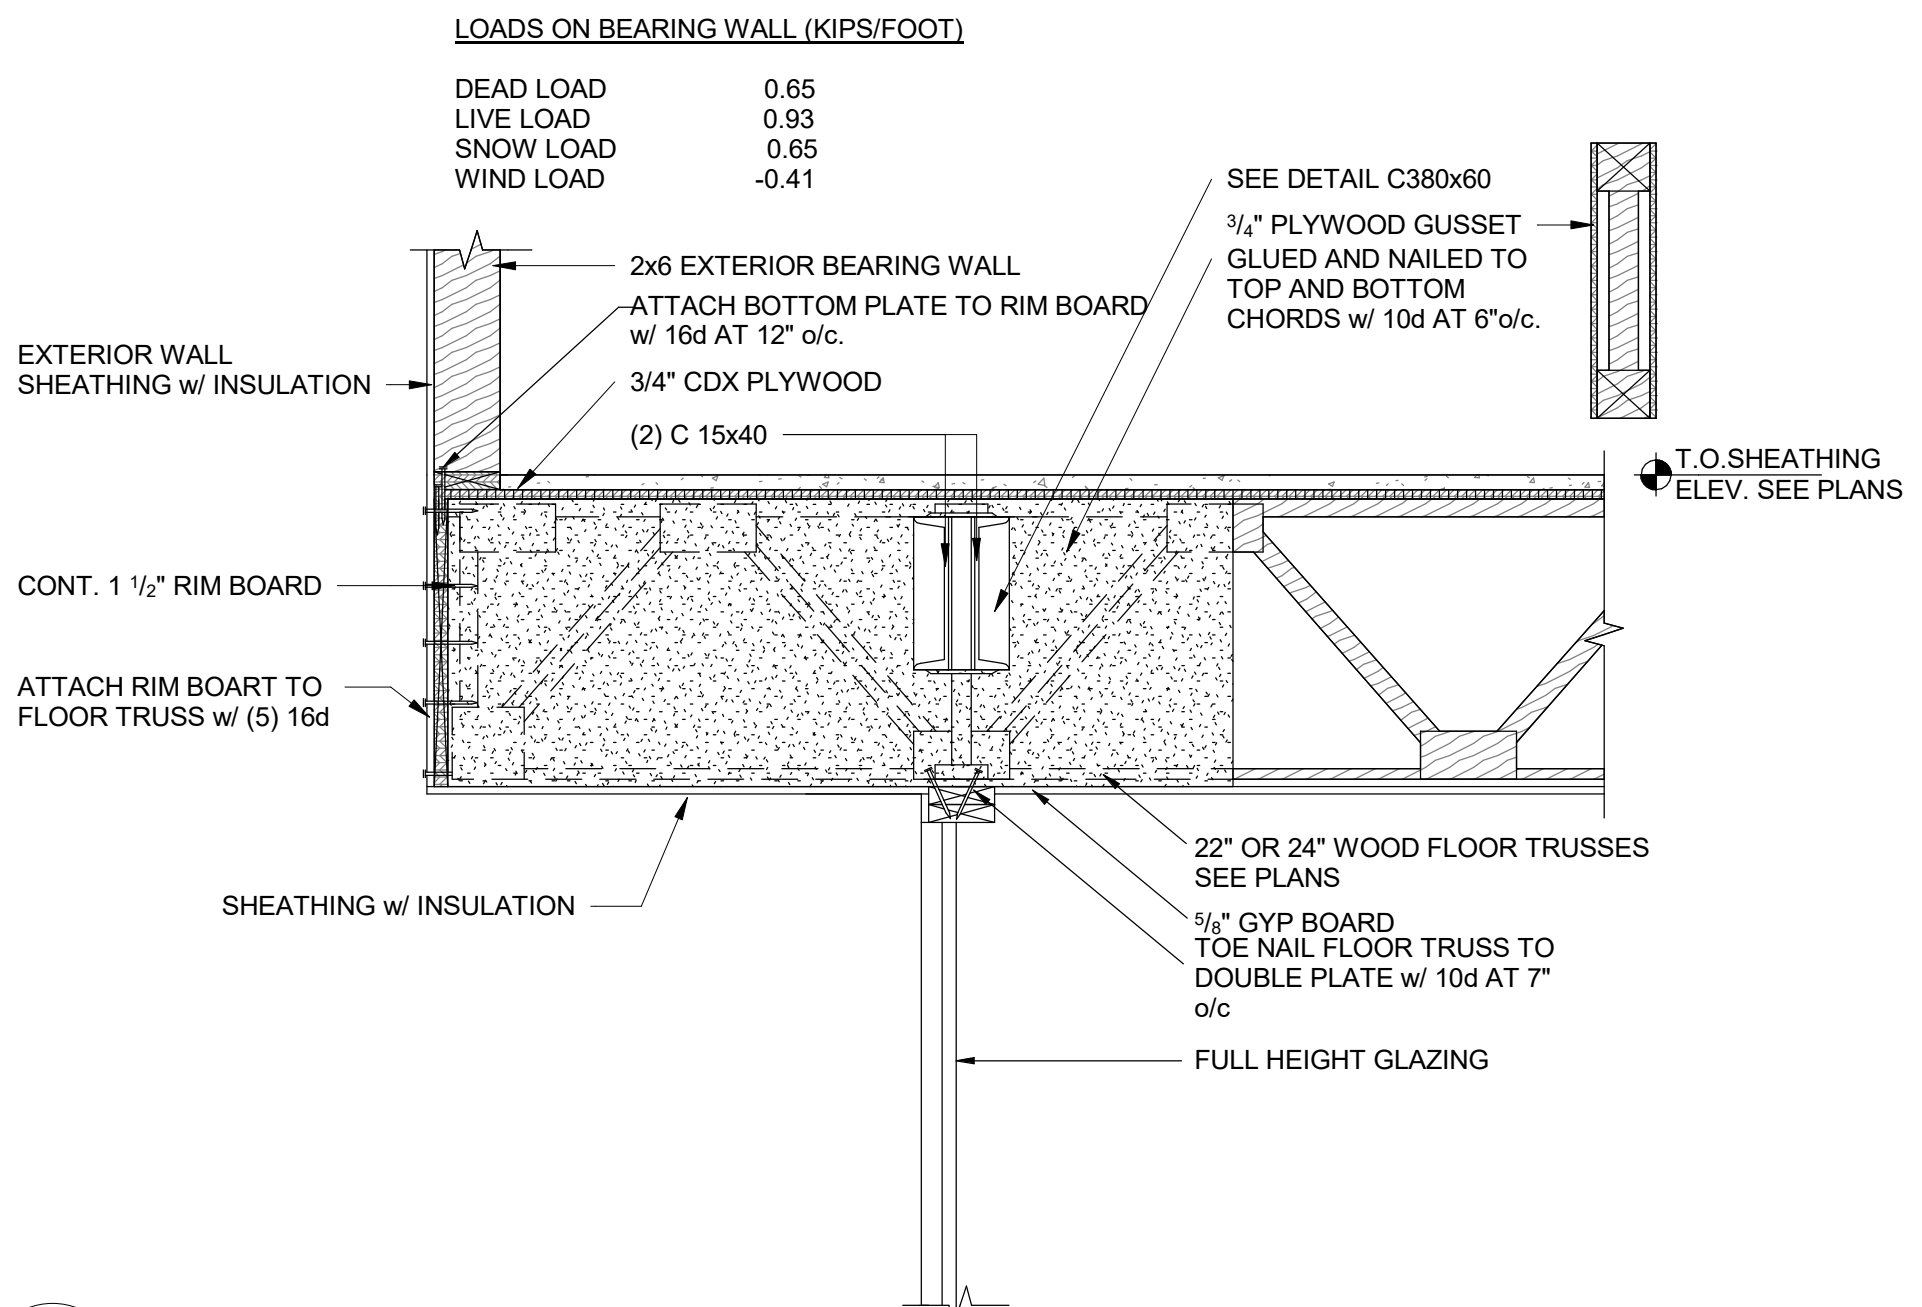 LOADS ON BEARING WALL (KIPS/FOOT)
DEAD LOAD 0.65
LIVE LOAD 0.93
SNOW LOAD 0.65
WIND LOAD -0.41
SEE DETAIL C380x60
3/4" PLYWOOD GUSSET
GLUED AND NAILED TO
TOP AND BOTTOM
CHORDS w/ 10d AT 6"o/c.
2x6 EXTERIOR BEARING WALL
ATTACH BOTTOM PLATE TO RIM BOARD
w/ 16d AT 12" o/c.
EXTERIOR WALL
SHEATHING w/ INSULATION
3/4" CDX PLYWOOD
(2) C 15x40
T.O.SHEATHING
ELEV. SEE PLANS
CONT. 1 1/2" RIM BOARD
ATTACH RIM BOART TO
FLOOR TRUSS w/ (5) 16d
22" OR 24" WOOD FLOOR TRUSSES
SEE PLANS
SHEATHING w/ INSULATION
5/8" GYP BOARD
TOE NAIL FLOOR TRUSS TO
DOUBLE PLATE w/ 10d AT 7"
o/c
FULL HEIGHT GLAZING